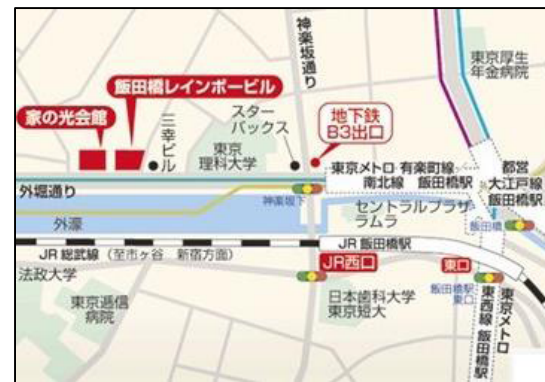 神楽坂通り
東京厚生
年金病院
飯田橋レインボービル
家の光会館
三幸ビル
スター
バックス
地下鉄
B3出口
東京
理科大学
東京メトロ 有楽町線
南北線 飯田橋駅
都営
大江戸線
飯田橋駅
外堀通り
神楽坂下
セントラルプラザ
ラムラ
飯田橋
外濠
JR 飯田橋駅
JR 総武線（至市ヶ谷 新宿方面）
JR西口
東口
法政大学
東京逓信
病院
日本歯科大学
東京短大
飯田橋駅
東口
東京メトロ
東西線 飯田橋駅